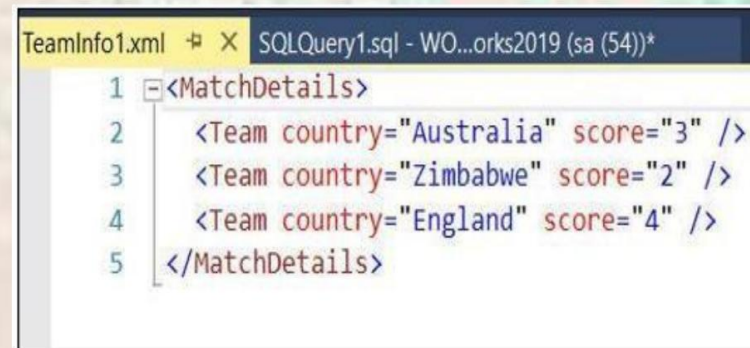 TeamInfo1.xml SQLQuery1.sql - WO...orks2019 (sa (54))*
1 <MatchDetails>
2 <Team country="Australia" score="3" />
3 <Team country="Zimbabwe" score="2" />
4 <Team country="England" score="4" />
5 </MatchDetails>